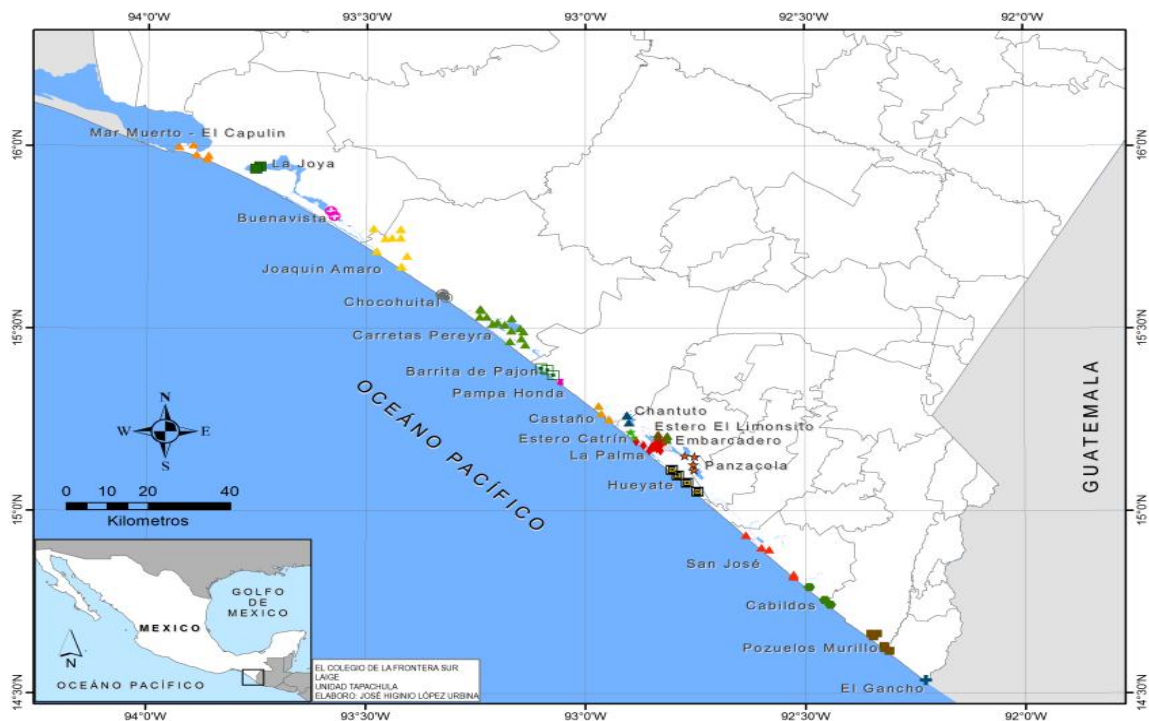 94°0'W 93°30'W 93°0'W 92°30'W 92°0'W
16°0'N 16°0'N
Mar Muerto - El Capulin
La Joya
Buenavista
Joaquin Amaro
Chocohuital
15°30'N 15°30'N
Carretas Pereyra
Barrita de Pajon
Pampa Honda
Castaño
Chantuto
Estero El Limonsito
Estero Catrín
Embarcadero
La Palma
Panzacola
Hueyate
OCEÁNO PACÍFICO
GUATEMALA
N
W E
S
0 10 20 40
Kilometros
15°0'N 15°0'N
San José
Cabildos
Pozuelos Murillo
El Gancho
GOLFO
DE
MEXICO
MEXICO
N
OCEÁNO PACÍFICO
EL COLEGIO DE LA FRONTERA SUR
LAIGE
UNIDAD TAPACHULA
ELABORO: JOSÉ HIGINIO LÓPEZ URBINA
14°30'N 14°30'N
94°0'W 93°30'W 93°0'W 92°30'W 92°0'W